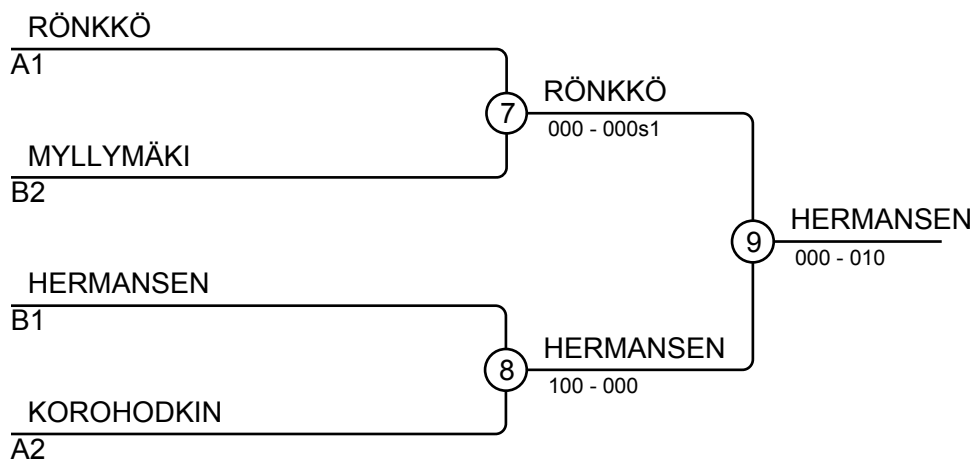 RÖNKKÖ
A1
7
RÖNKKÖ
000 - 000s1
MYLLYMÄKI
B2
9
HERMANSEN
000 - 010
HERMANSEN
B1
8
HERMANSEN
100 - 000
KOROHODKIN
A2